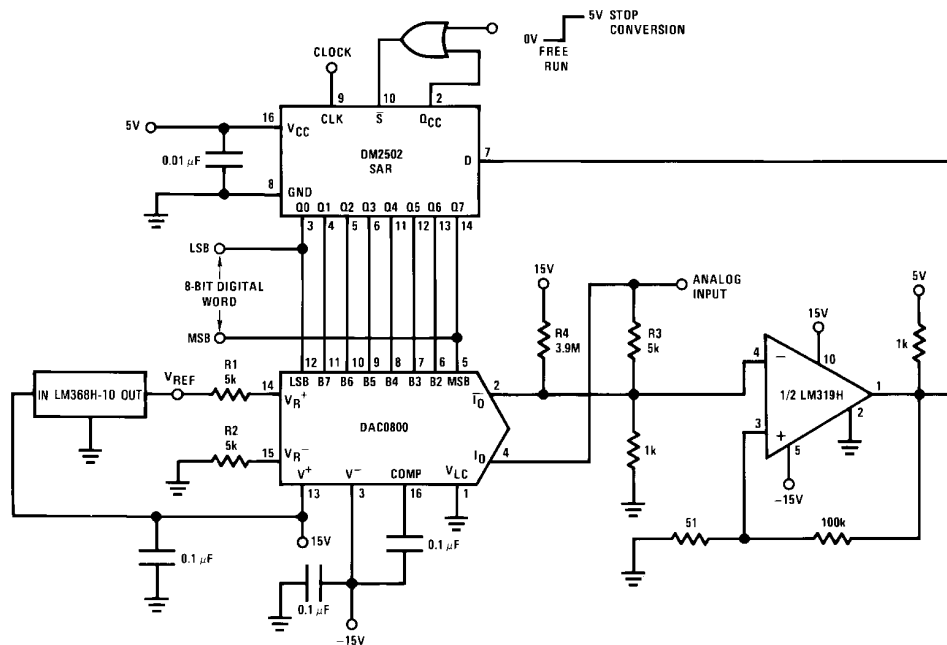 5V STOP
CONVERSION
0V
FREE
RUN
CLOCK
9
10
2
CLK
S̅
QCC
16
5V
VCC
0.01 μF
DM2502
SAR
D
7
8
GND
Q0 Q1 Q2 Q3 Q4 Q5 Q6 Q7
3 4 5 6 11 12 13 14
LSB
8-BIT DIGITAL
WORD
MSB
15V
ANALOG
INPUT
5V
R4
3.9M
R3
5k
15V
1k
12 11 10 9 8 7 6 5
LSB B7 B6 B5 B4 B3 B2 MSB
IN LM368H-10 OUT
VREF
R1
5k
14
VR+
2
I̅O̅
4
−
10
1
1/2 LM319H
2
3
+
5
-15V
DAC0800
R2
5k
15
VR−
IO
4
1k
V+
V−
COMP
VLC
13
3
16
1
51
100k
15V
0.1 μF
0.1 μF
0.1 μF
-15V